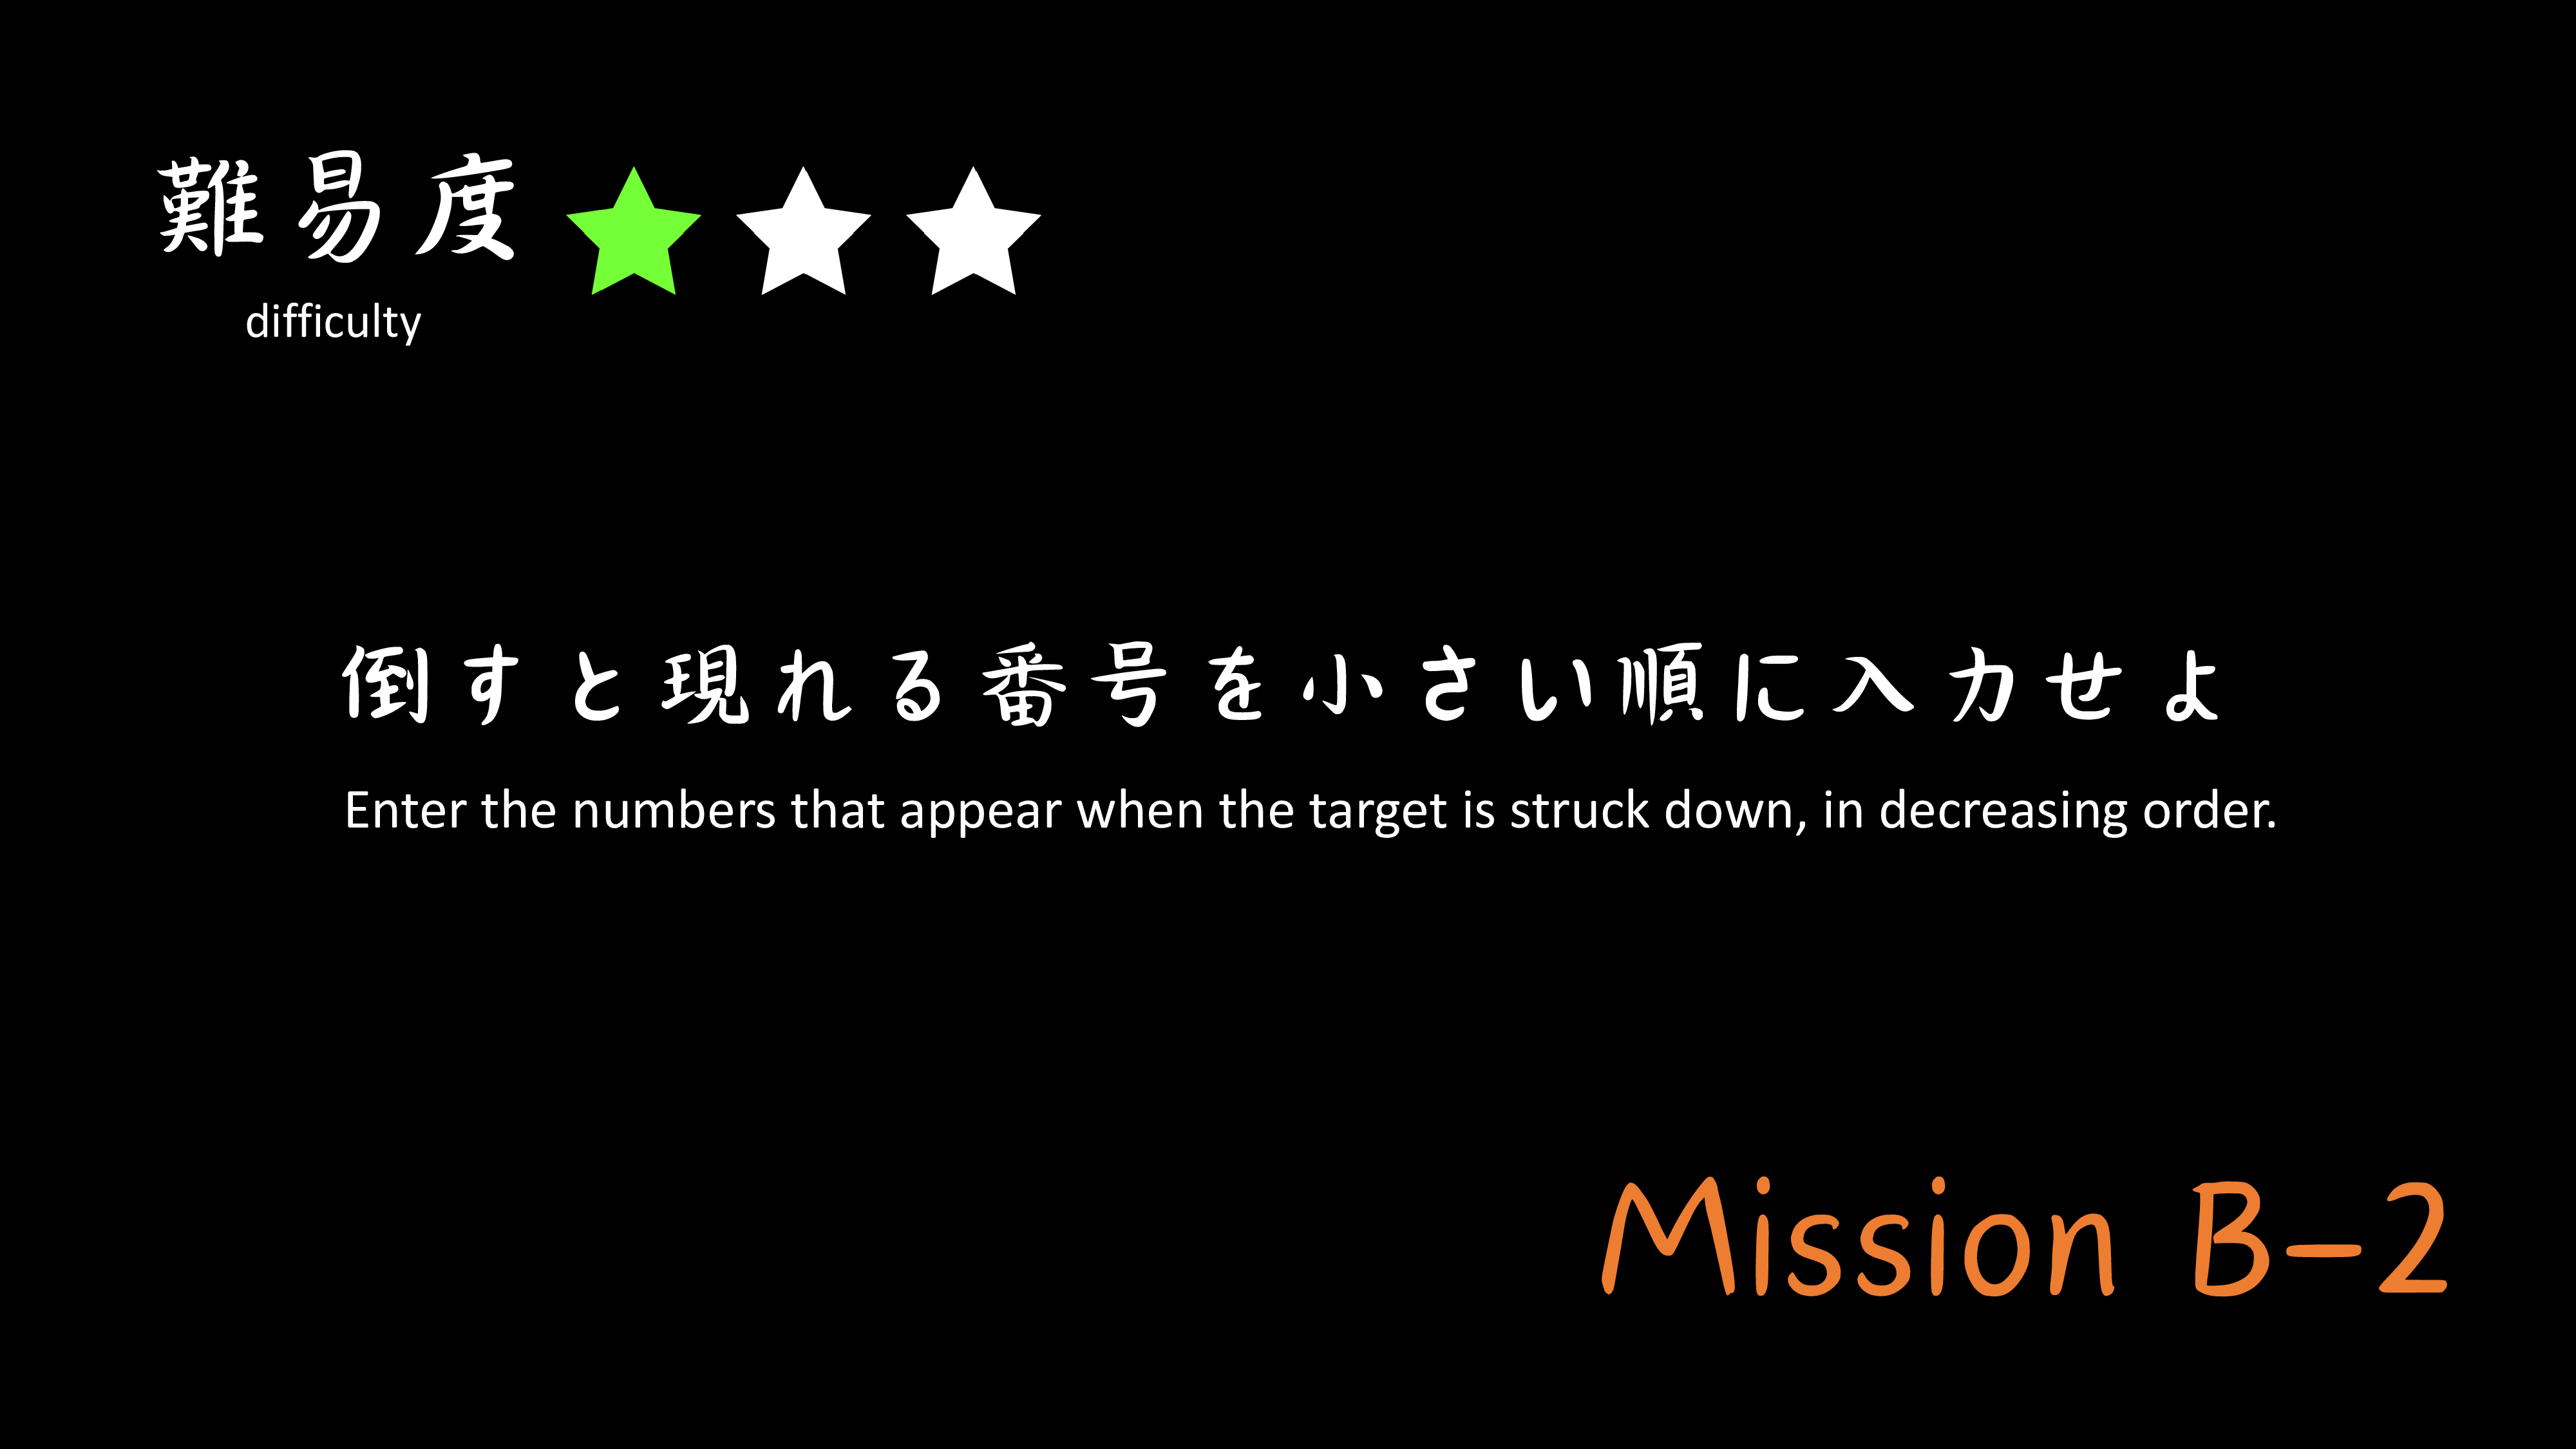 難易度
difficulty
倒すと現れる番号を小さい順に入力せよ
Enter the numbers that appear when the target is struck down, in decreasing order.
Mission B-2